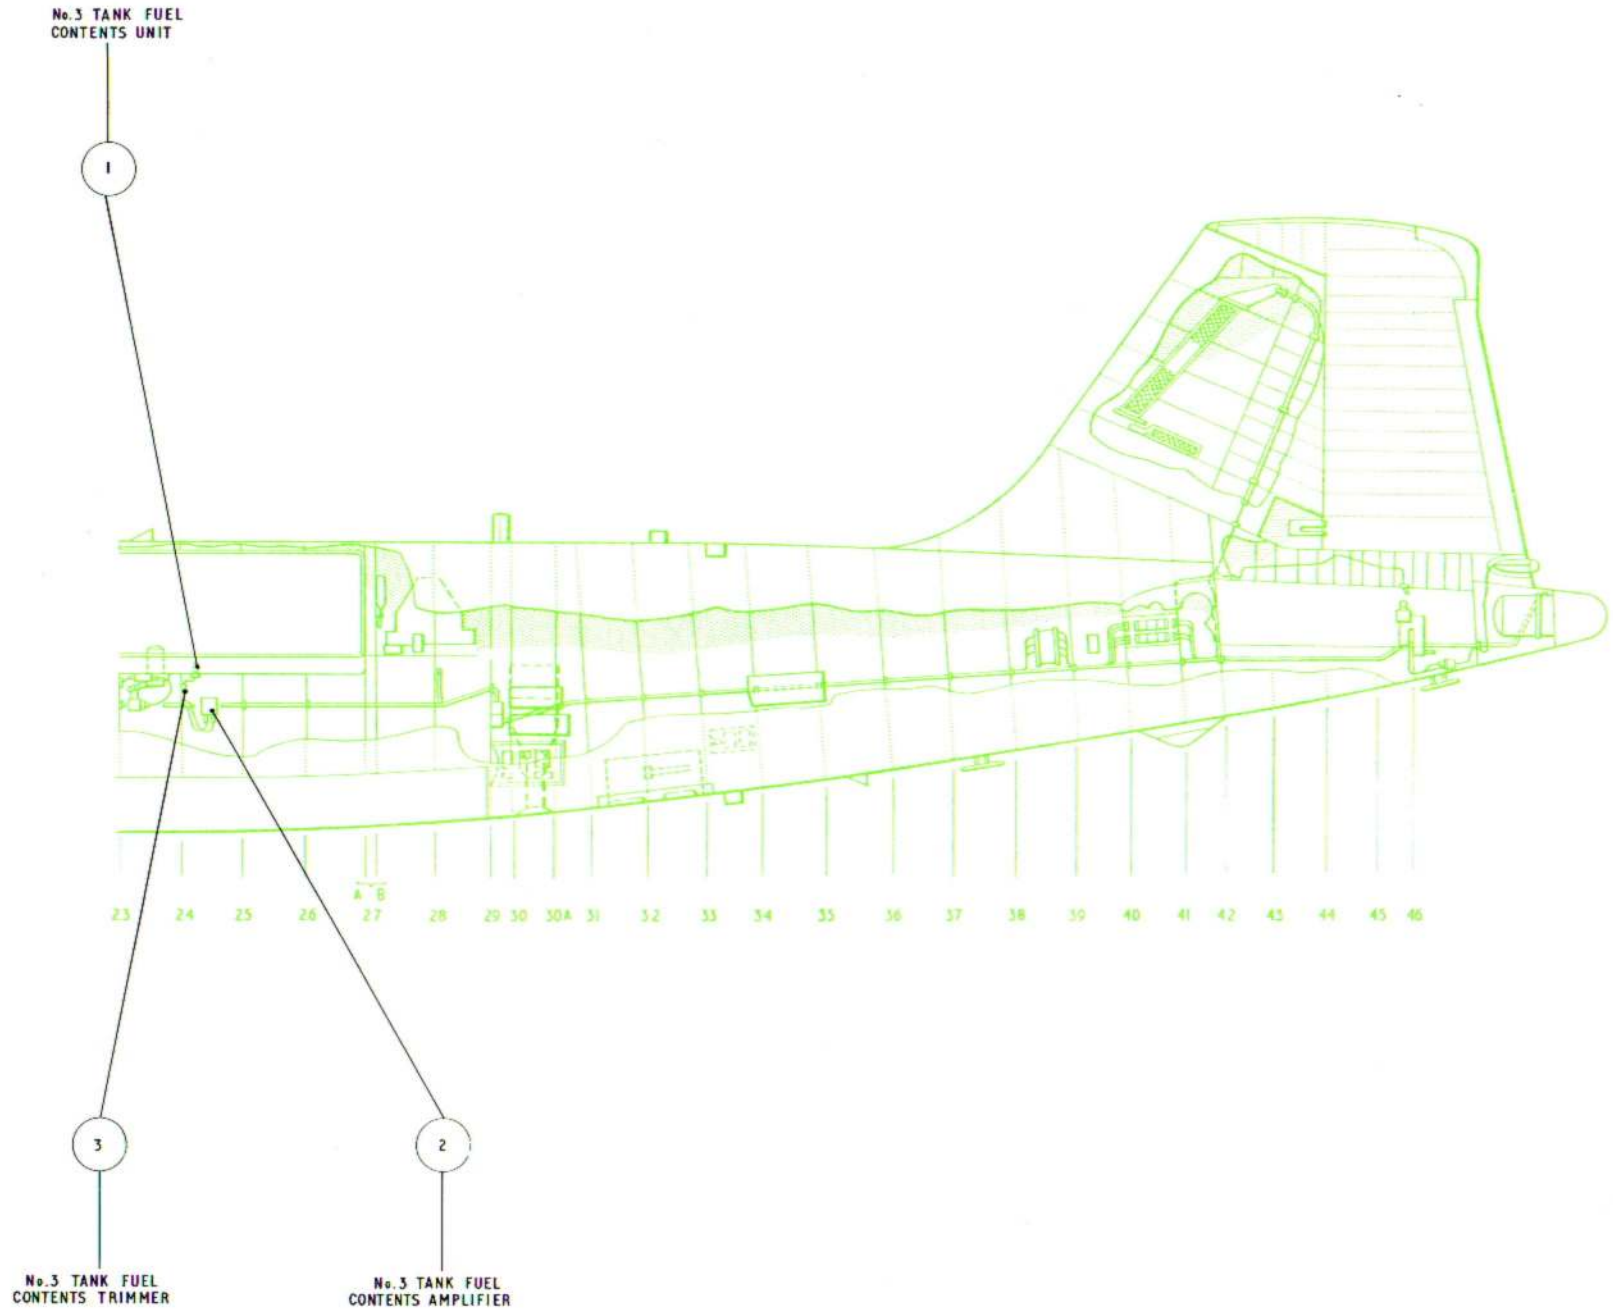 No.3 TANK FUEL
CONTENTS UNIT
1
A B
23 24 25 26 27 28 29 30 30A 31 32 33 34 35 36 37 38 39 40 41 42 43 44 45 46
3
2
No.3 TANK FUEL
CONTENTS TRIMMER
No.3 TANK FUEL
CONTENTS AMPLIFIER